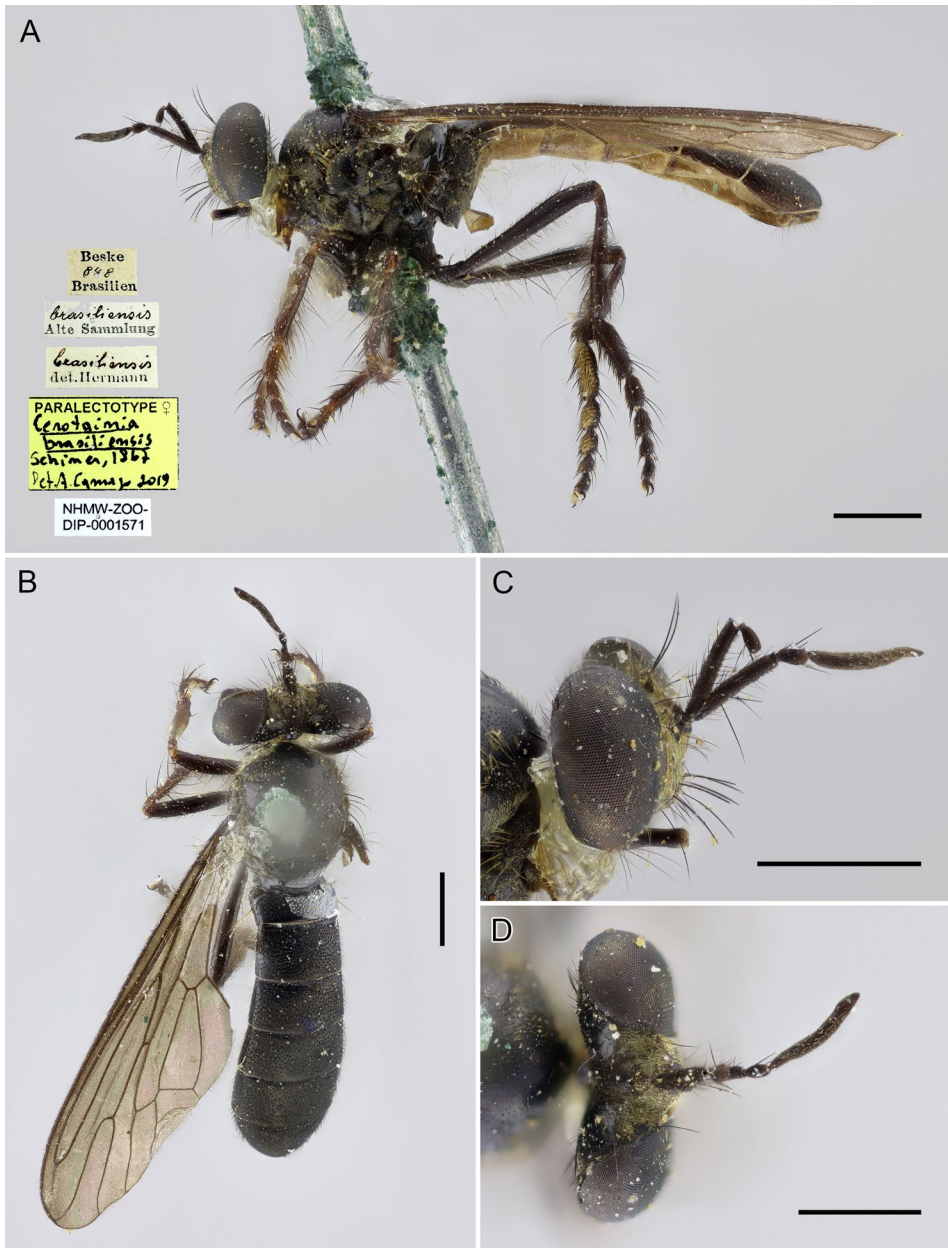 A
Beske
848
Brasilien
brasiliensis
Alte Sammlung
brasiliensis
det. Hermann
PARALECTOTYPE ♀
Cerotainia
brasiliensis
Schiner, 1867
Det. A. Camargo 2019
NHMW-ZOO-
DIP-0001571
B
C
D